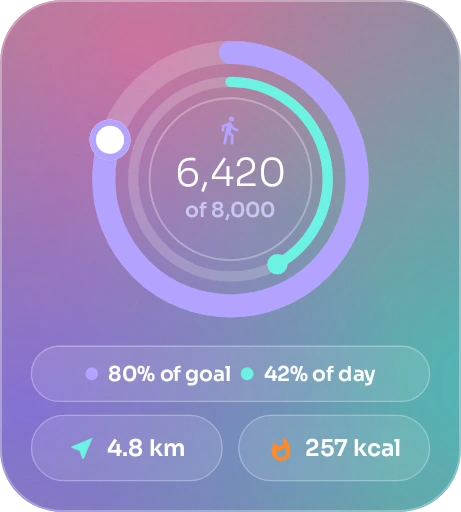 6,420
of 8,000
80% of goal 42% of day
4.8 km 257 kcal